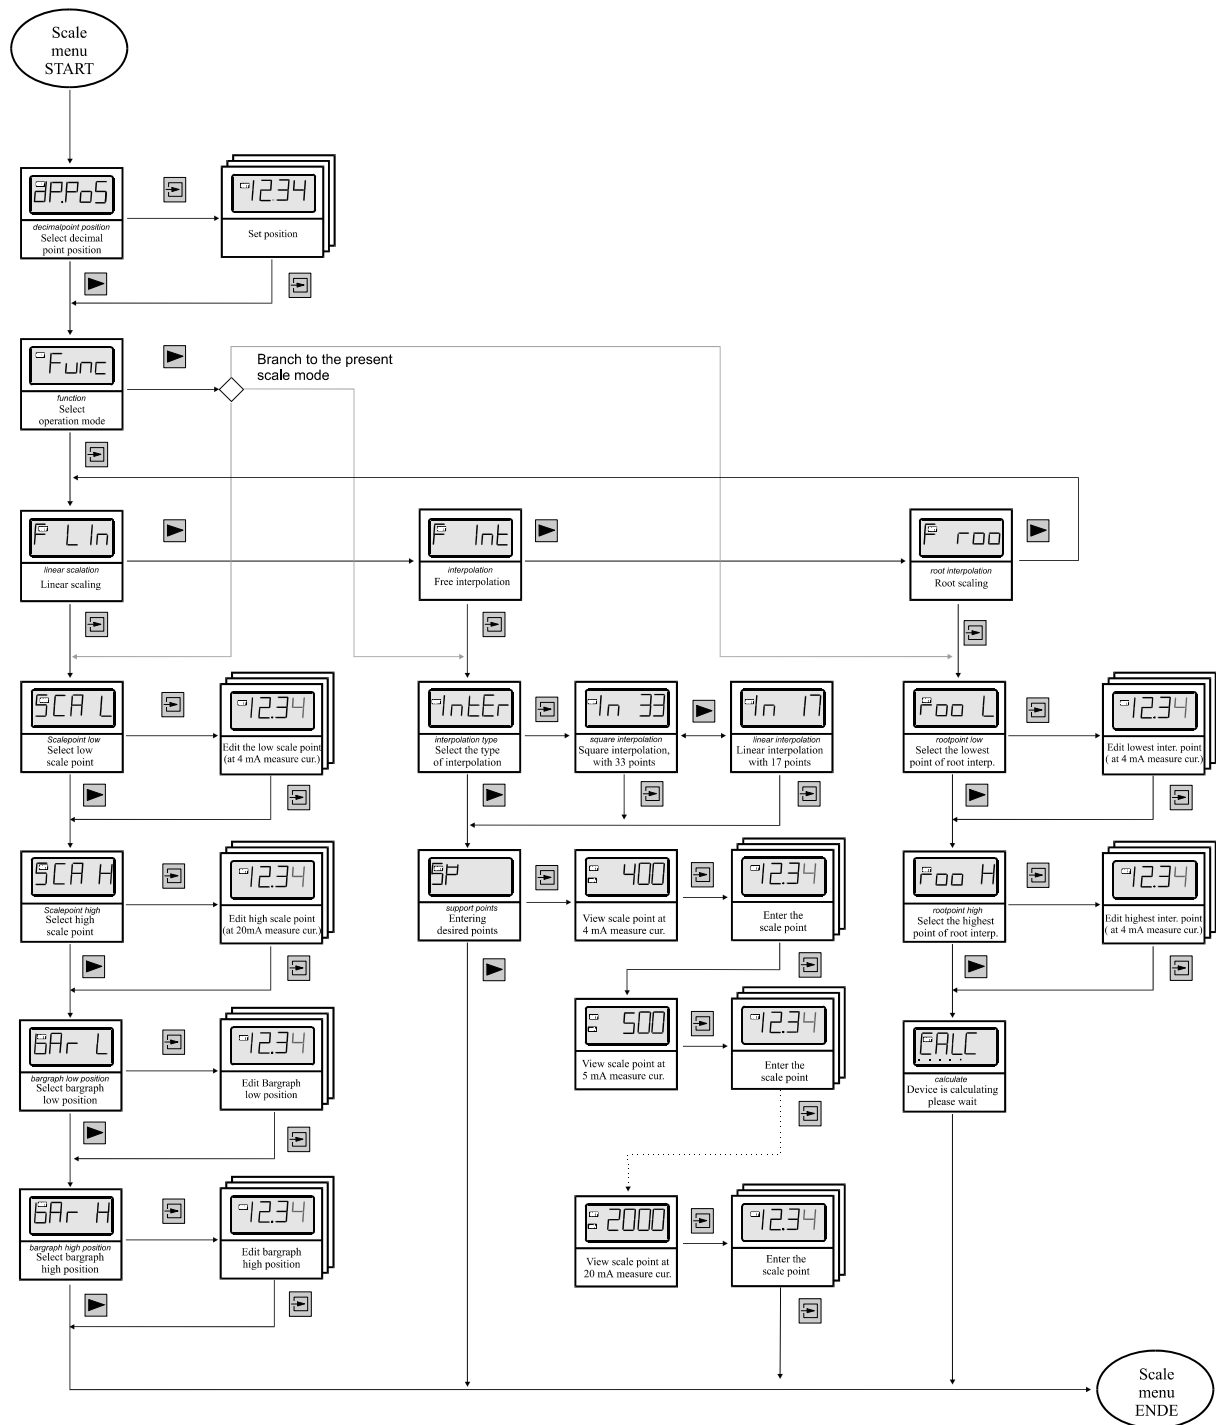 Scale
menu
START
dP.PoS
decimalpoint position
Select decimal
point position
12.34
Set position
Func
function
Select
operation mode
Branch to the present
scale mode
F LIn
linear scalation
Linear scaling
F Int
interpolation
Free interpolation
F roo
root interpolation
Root scaling
SCA L
Scalepoint low
Select low
scale point
12.34
Edit the low scale point
(at 4 mA measure cur.)
IntEr
interpolation type
Select the type
of interpolation
In 33
square interpolation
Square interpolation,
with 33 points
In 17
linear interpolation
Linear interpolation
with 17 points
roo L
rootpoint low
Select the lowest
point of root interp.
12.34
Edit lowest inter. point
( at 4 mA measure cur.)
SCA H
Scalepoint high
Select high
scale point
12.34
Edit high scale point
(at 20mA measure cur.)
SP
support points
Entering
desired points
400
View scale point at
4 mA measure cur.
12.34
Enter the
scale point
roo H
rootpoint high
Select the highest
point of root interp.
12.34
Edit highest inter. point
( at 4 mA measure cur.)
bAr L
bargraph low position
Select bargraph
low position
12.34
Edit Bargraph
low position
500
View scale point at
5 mA measure cur.
12.34
Enter the
scale point
CALC
calculate
Device is calculating
please wait
bAr H
bargraph high position
Select bargraph
high position
12.34
Edit bargraph
high position
2000
View scale point at
20 mA measure cur.
12.34
Enter the
scale point
Scale
menu
ENDE